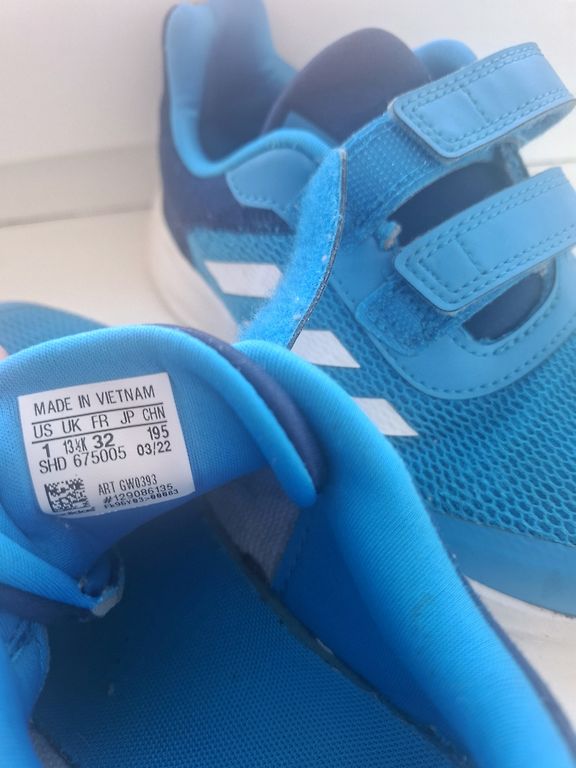 MADE IN VIETNAM
US UK FR JP CHN
1 13½K 32 195
SHD 675005 03/22
ART GW0393
#129086135